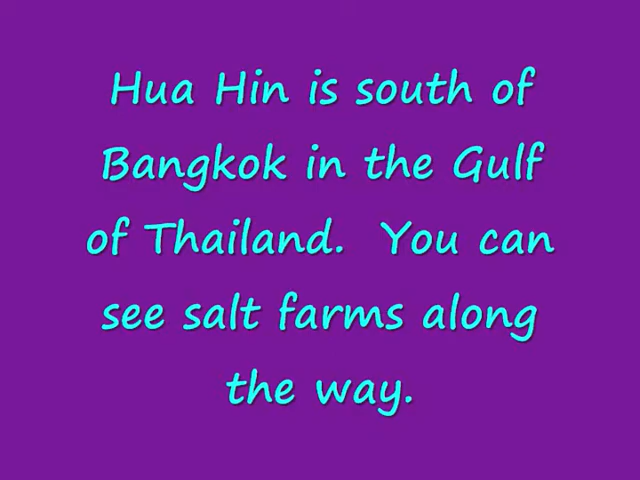 Hua Hin is south of
Bangkok in the Gulf
of Thailand.  You can
see salt farms along
the way.